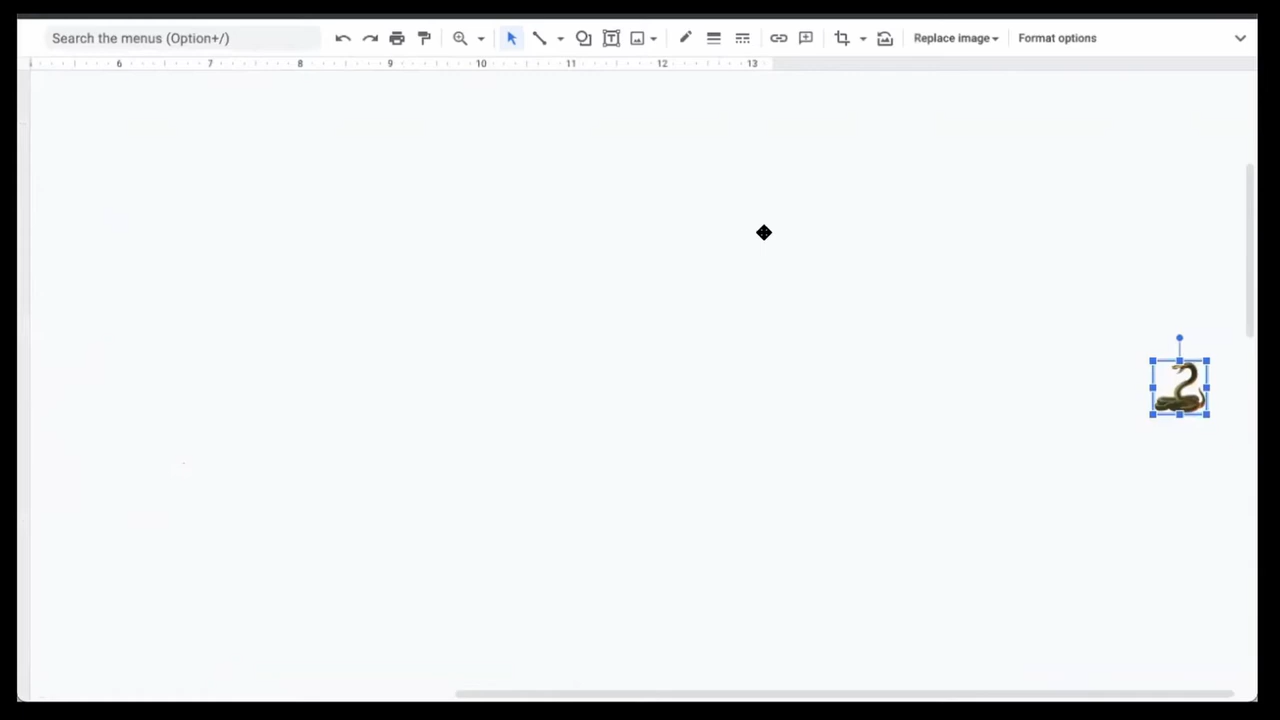 Search the menus (Option+/)
Replace image
Format options
6 7 8 9 10 11 12 13